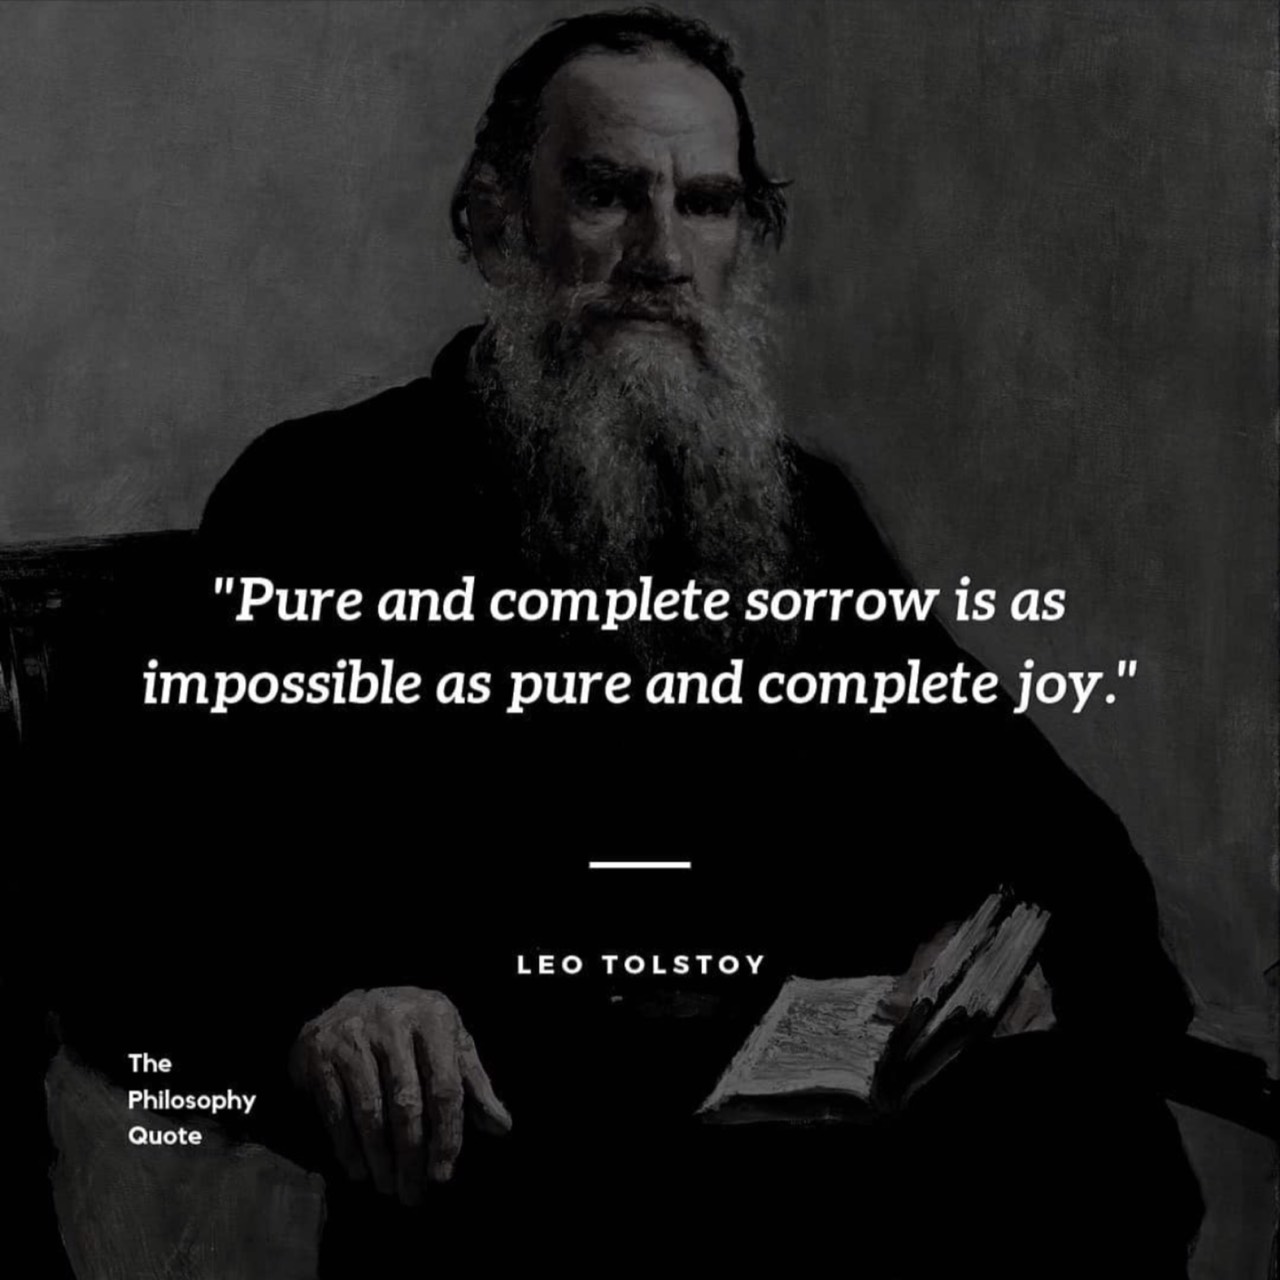 "Pure and complete sorrow is as
impossible as pure and complete joy."
LEO TOLSTOY
The
Philosophy
Quote